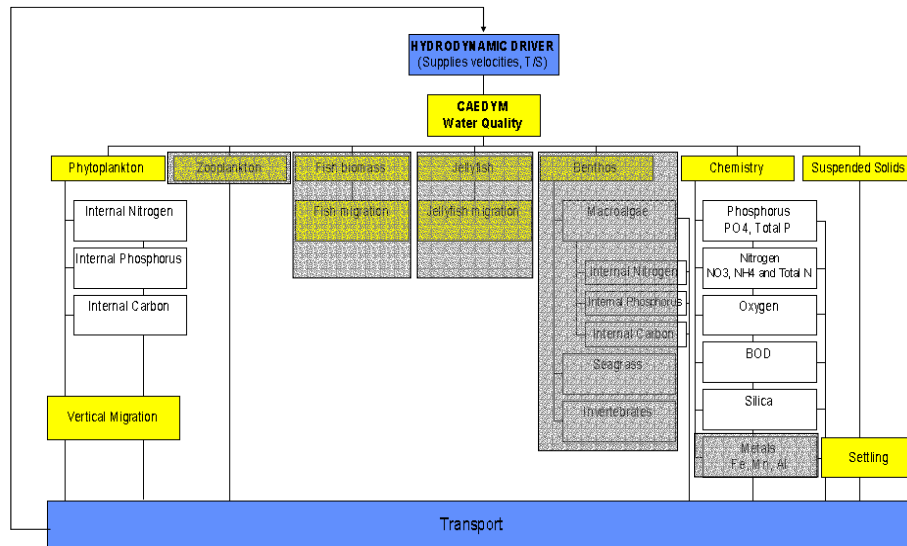 HYDRODYNAMIC DRIVER
(Supplies velocities, T/S)
CAEDYM
Water Quality
Phytoplankton
Zooplankton
Fish biomass
Jellyfish
Benthos
Chemistry
Suspended Solids
Internal Nitrogen
Internal Phosphorus
Internal Carbon
Fish migration
Jellyfish migration
Macroalgae
Internal Nitrogen
Internal Phosphorus
Internal Carbon
Seagrass
Invertebrates
Phosphorus
PO4, Total P
Nitrogen
NO3, NH4 and Total N
Oxygen
BOD
Silica
Metals
Fe, Mn, Al
Vertical Migration
Settling
Transport